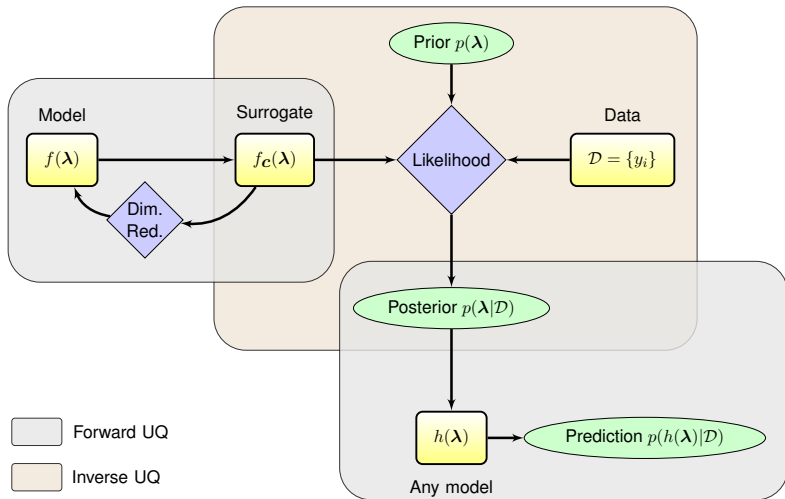 Prior p(λ)
Model
Surrogate
Data
f(λ)
f_c(λ)
Likelihood
𝒟 = {y_i}
Dim.
Red.
Posterior p(λ|𝒟)
h(λ)
Prediction p(h(λ)|𝒟)
Any model
Forward UQ
Inverse UQ